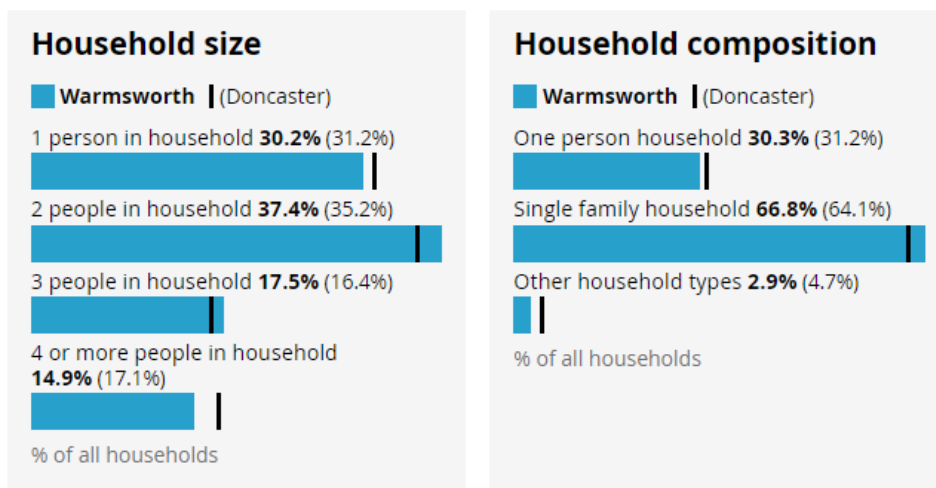 Household size
Warmsworth (Doncaster)
1 person in household 30.2% (31.2%)
2 people in household 37.4% (35.2%)
3 people in household 17.5% (16.4%)
4 or more people in household
14.9% (17.1%)
% of all households
Household composition
Warmsworth (Doncaster)
One person household 30.3% (31.2%)
Single family household 66.8% (64.1%)
Other household types 2.9% (4.7%)
% of all households